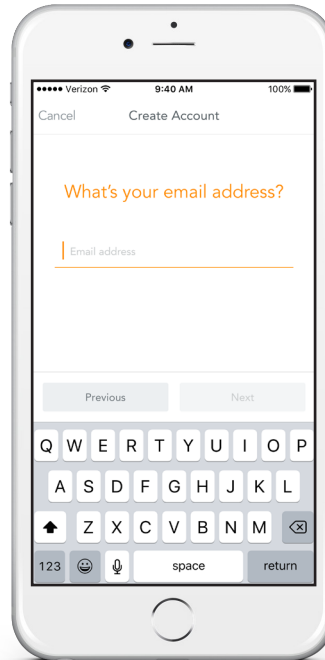 Verizon 9:40 AM 100%
Cancel Create Account
What's your email address?
Email address
Previous Next
Q W E R T Y U I O P
A S D F G H J K L
Z X C V B N M
123 space return